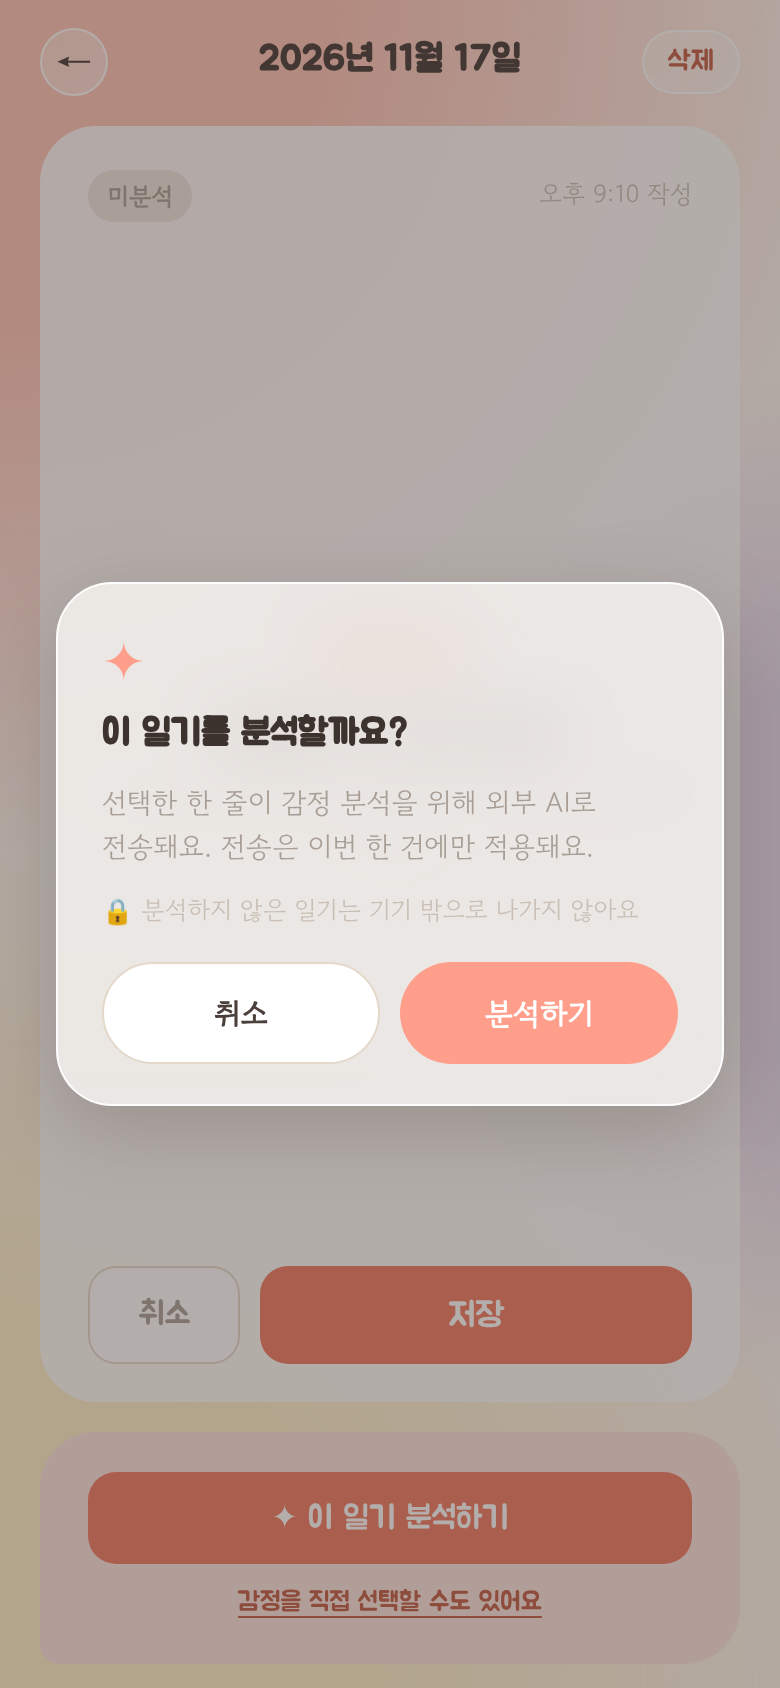 2026년 11월 17일
삭제
미분석
오후 9:10 작성
이 일기를 분석할까요?
선택한 한 줄이 감정 분석을 위해 외부 AI로
전송돼요. 전송은 이번 한 건에만 적용돼요.
🔒 분석하지 않은 일기는 기기 밖으로 나가지 않아요
취소
분석하기
취소
저장
✦ 이 일기 분석하기
감정을 직접 선택할 수도 있어요